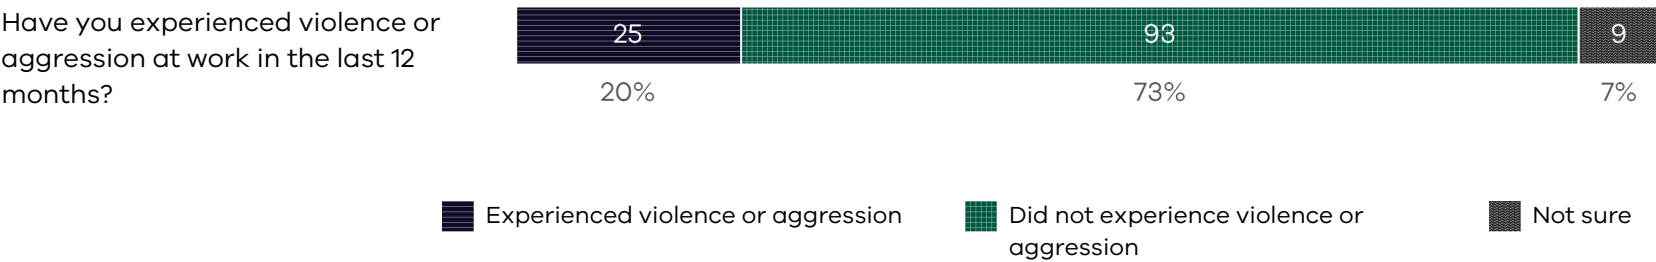 Have you experienced violence or
aggression at work in the last 12
months?
25
93
9
20%
73%
7%
Experienced violence or aggression
Did not experience violence or
aggression
Not sure